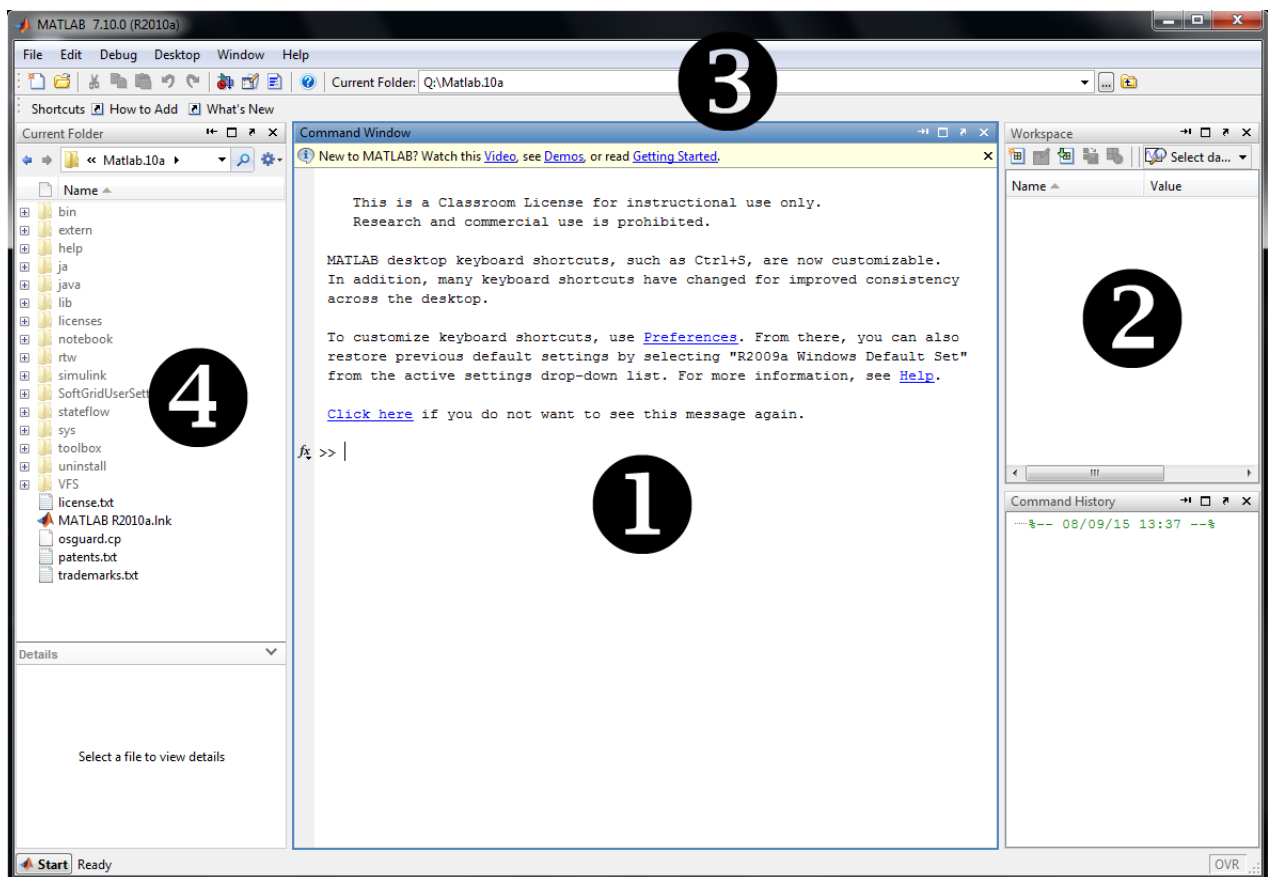 MATLAB 7.10.0 (R2010a)
File Edit Debug Desktop Window Help
Current Folder: Q:\Matlab.10a
Shortcuts How to Add What's New
Current Folder
« Matlab.10a
Name
bin
extern
help
ja
java
lib
licenses
notebook
rtw
simulink
SoftGridUserSett
stateflow
sys
toolbox
uninstall
VFS
license.txt
MATLAB R2010a.lnk
osguard.cp
patents.txt
trademarks.txt
4
Details
Select a file to view details
3
Command Window
New to MATLAB? Watch this Video, see Demos, or read Getting Started.
This is a Classroom License for instructional use only.
Research and commercial use is prohibited.
MATLAB desktop keyboard shortcuts, such as Ctrl+S, are now customizable.
In addition, many keyboard shortcuts have changed for improved consistency
across the desktop.
To customize keyboard shortcuts, use Preferences. From there, you can also
restore previous default settings by selecting "R2009a Windows Default Set"
from the active settings drop-down list. For more information, see Help.
Click here if you do not want to see this message again.
fx >>
1
Workspace
Select da...
Name Value
2
Command History
%-- 08/09/15 13:37 --%
Start Ready
OVR